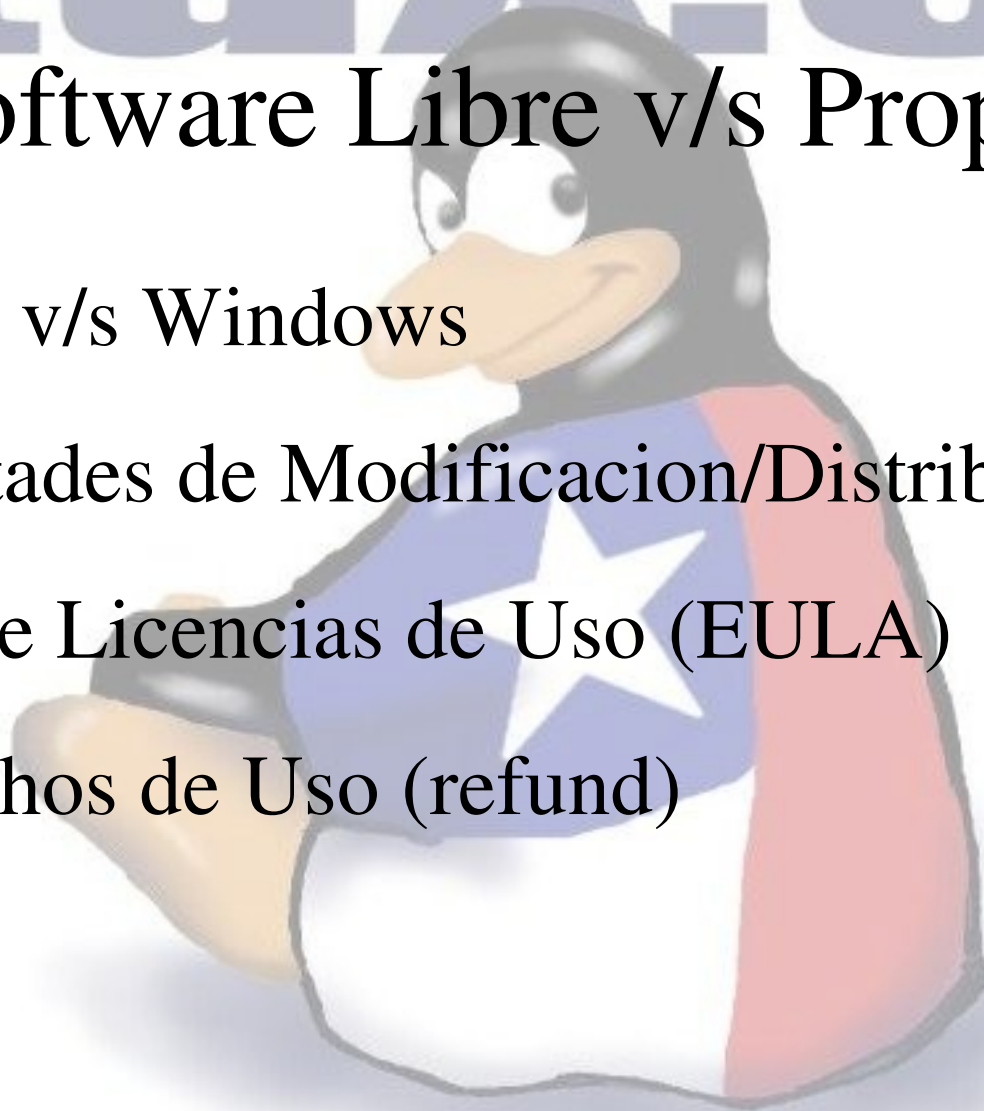 oftware Libre v/s Prop
v/s Windows
tades de Modificacion/Distrib
e Licencias de Uso (EULA)
hos de Uso (refund)